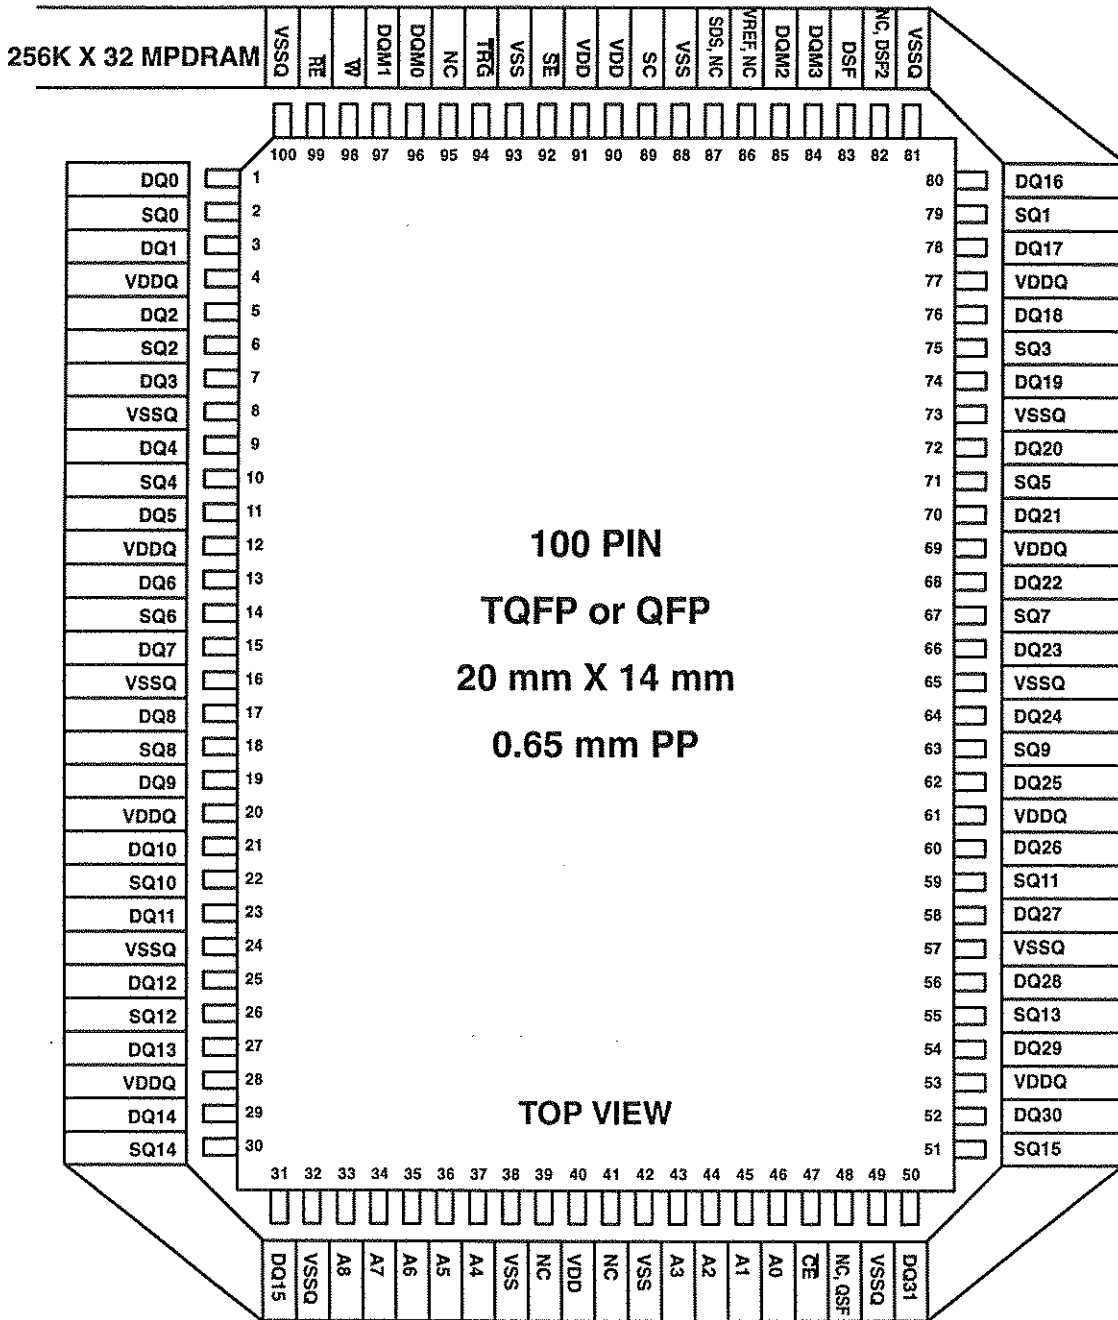 256K X 32 MPDRAM
VSSQ
R̅E̅
W̅
DQM1
DQM0
NC
T̅R̅G̅
VSS
S̅E̅
VDD
VDD
SC
VSS
SDS, NC
VREF, NC
DQM2
DQM3
DSF
NC, DSF2
VSSQ
100 99 98 97 96 95 94 93 92 91 90 89 88 87 86 85 84 83 82 81
DQ0 1 80 DQ16
SQ0 2 79 SQ1
DQ1 3 78 DQ17
VDDQ 4 77 VDDQ
DQ2 5 76 DQ18
SQ2 6 75 SQ3
DQ3 7 74 DQ19
VSSQ 8 73 VSSQ
DQ4 9 72 DQ20
SQ4 10 71 SQ5
DQ5 11 70 DQ21
VDDQ 12 69 VDDQ
DQ6 13 68 DQ22
SQ6 14 67 SQ7
DQ7 15 66 DQ23
VSSQ 16 65 VSSQ
DQ8 17 64 DQ24
SQ8 18 63 SQ9
DQ9 19 62 DQ25
VDDQ 20 61 VDDQ
DQ10 21 60 DQ26
SQ10 22 59 SQ11
DQ11 23 58 DQ27
VSSQ 24 57 VSSQ
DQ12 25 56 DQ28
SQ12 26 55 SQ13
DQ13 27 54 DQ29
VDDQ 28 53 VDDQ
DQ14 29 52 DQ30
SQ14 30 51 SQ15
100 PIN
TQFP or QFP
20 mm X 14 mm
0.65 mm PP
TOP VIEW
31 32 33 34 35 36 37 38 39 40 41 42 43 44 45 46 47 48 49 50
DQ15
VSSQ
A8
A7
A6
A5
A4
VSS
NC
VDD
NC
VSS
A3
A2
A1
A0
C̅E̅
NC, QSF
VSSQ
DQ31